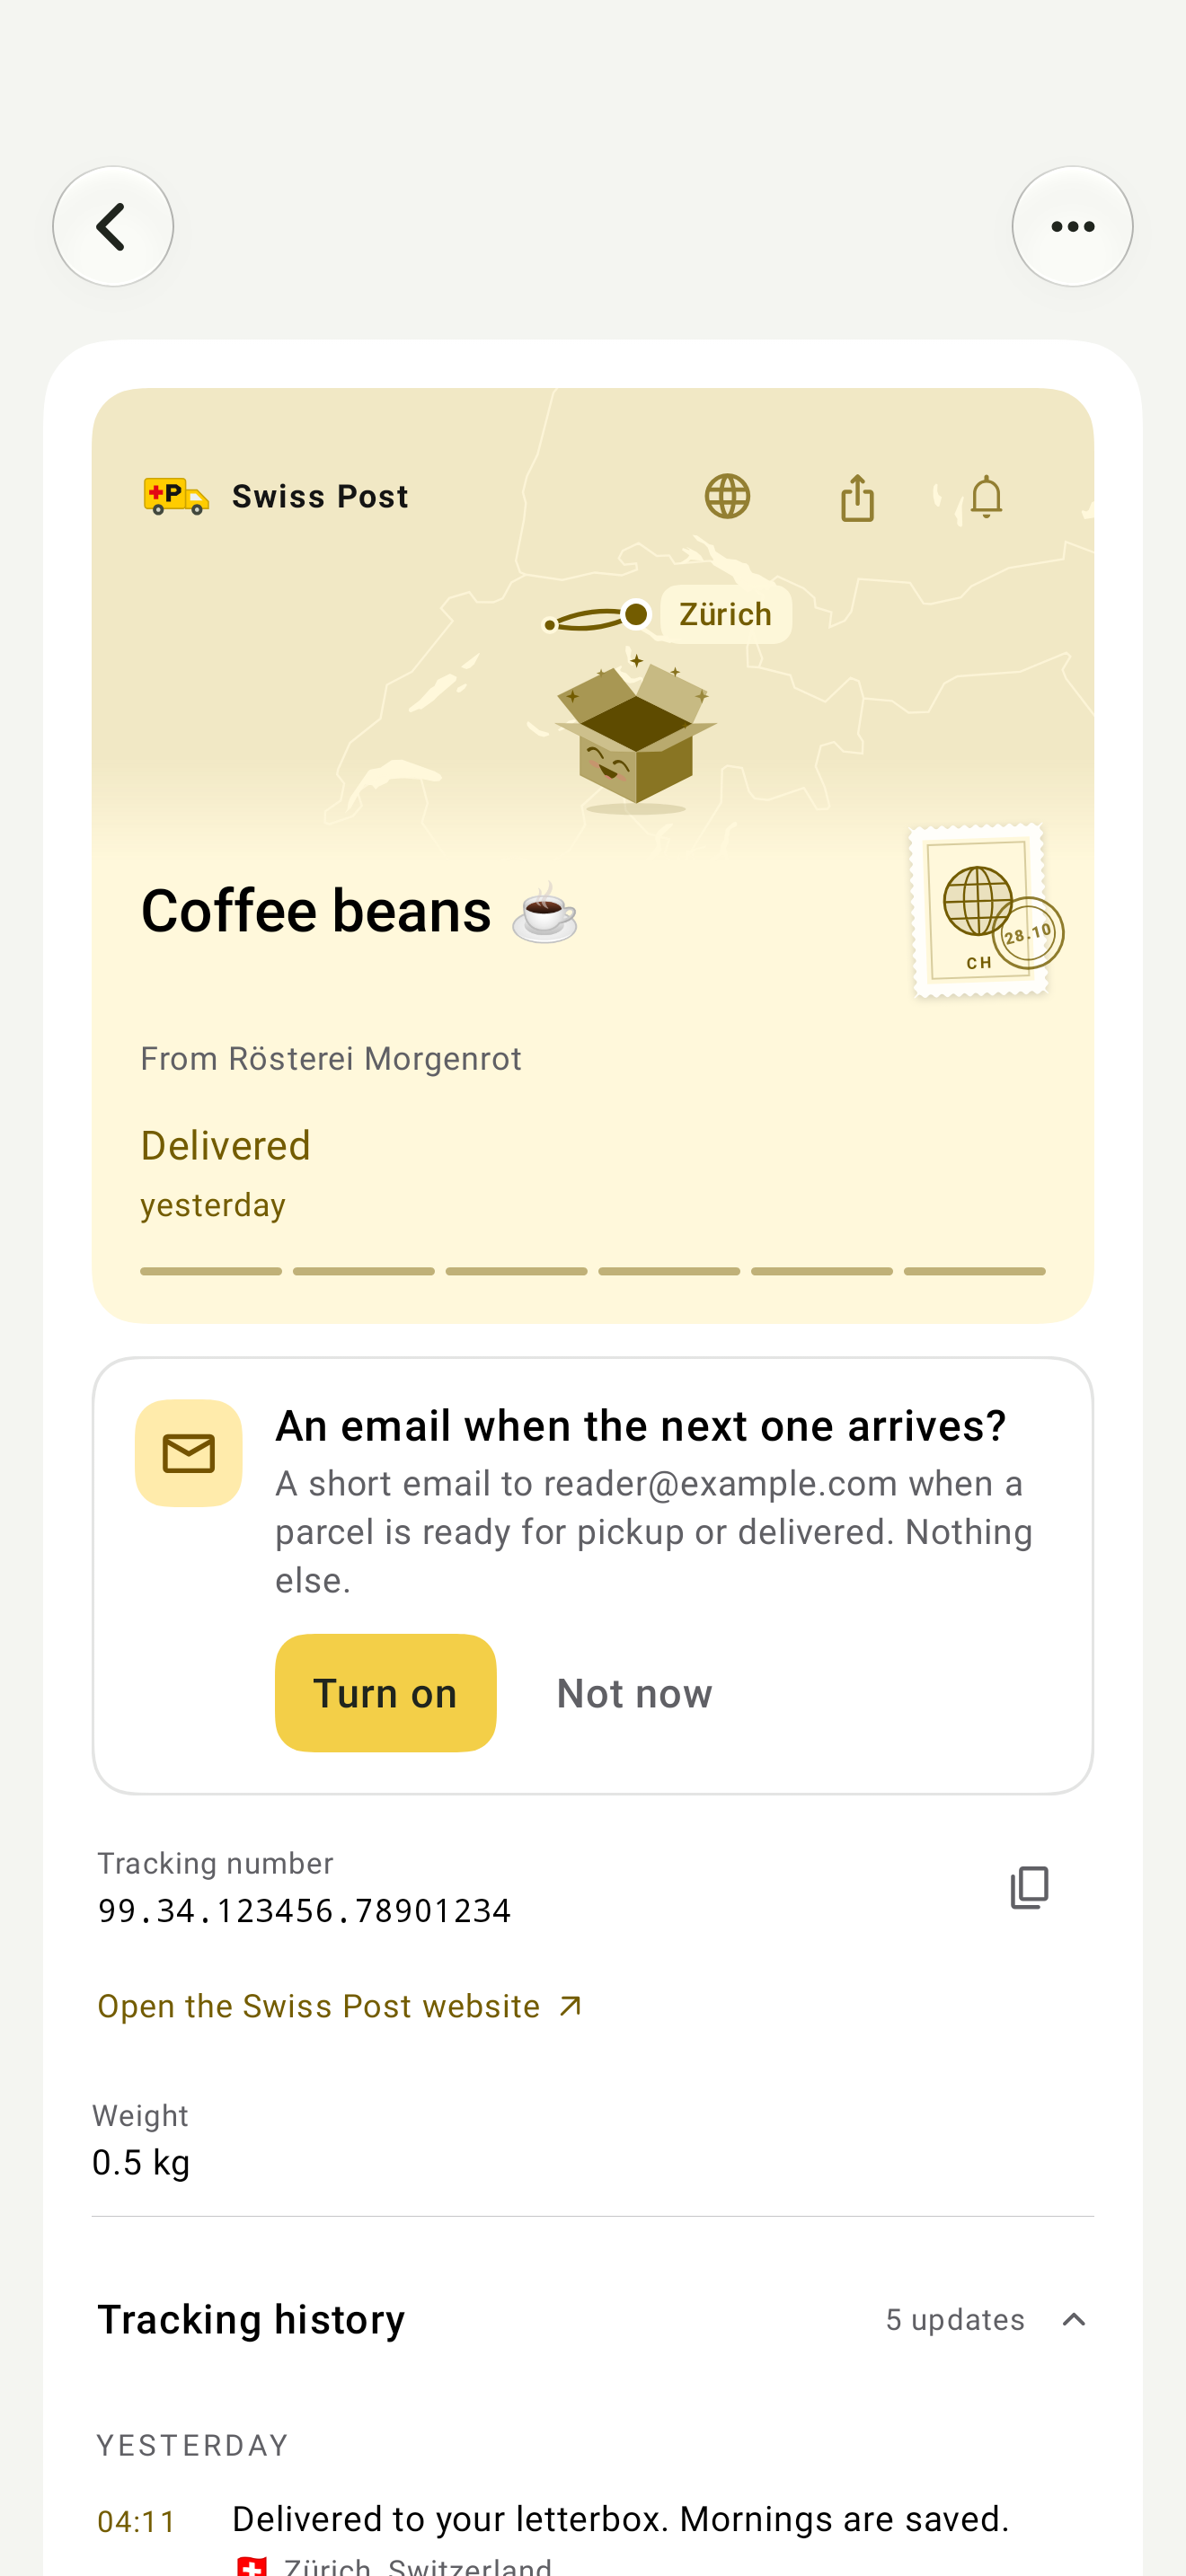 Swiss Post
Zürich
Coffee beans
28.10
CH
From Rösterei Morgenrot
Delivered
yesterday
An email when the next one arrives?
A short email to reader@example.com when a
parcel is ready for pickup or delivered. Nothing
else.
Turn on
Not now
Tracking number
99.34.123456.78901234
Open the Swiss Post website
Weight
0.5 kg
Tracking history
5 updates
YESTERDAY
04:11
Delivered to your letterbox. Mornings are saved.
Zürich, Switzerland